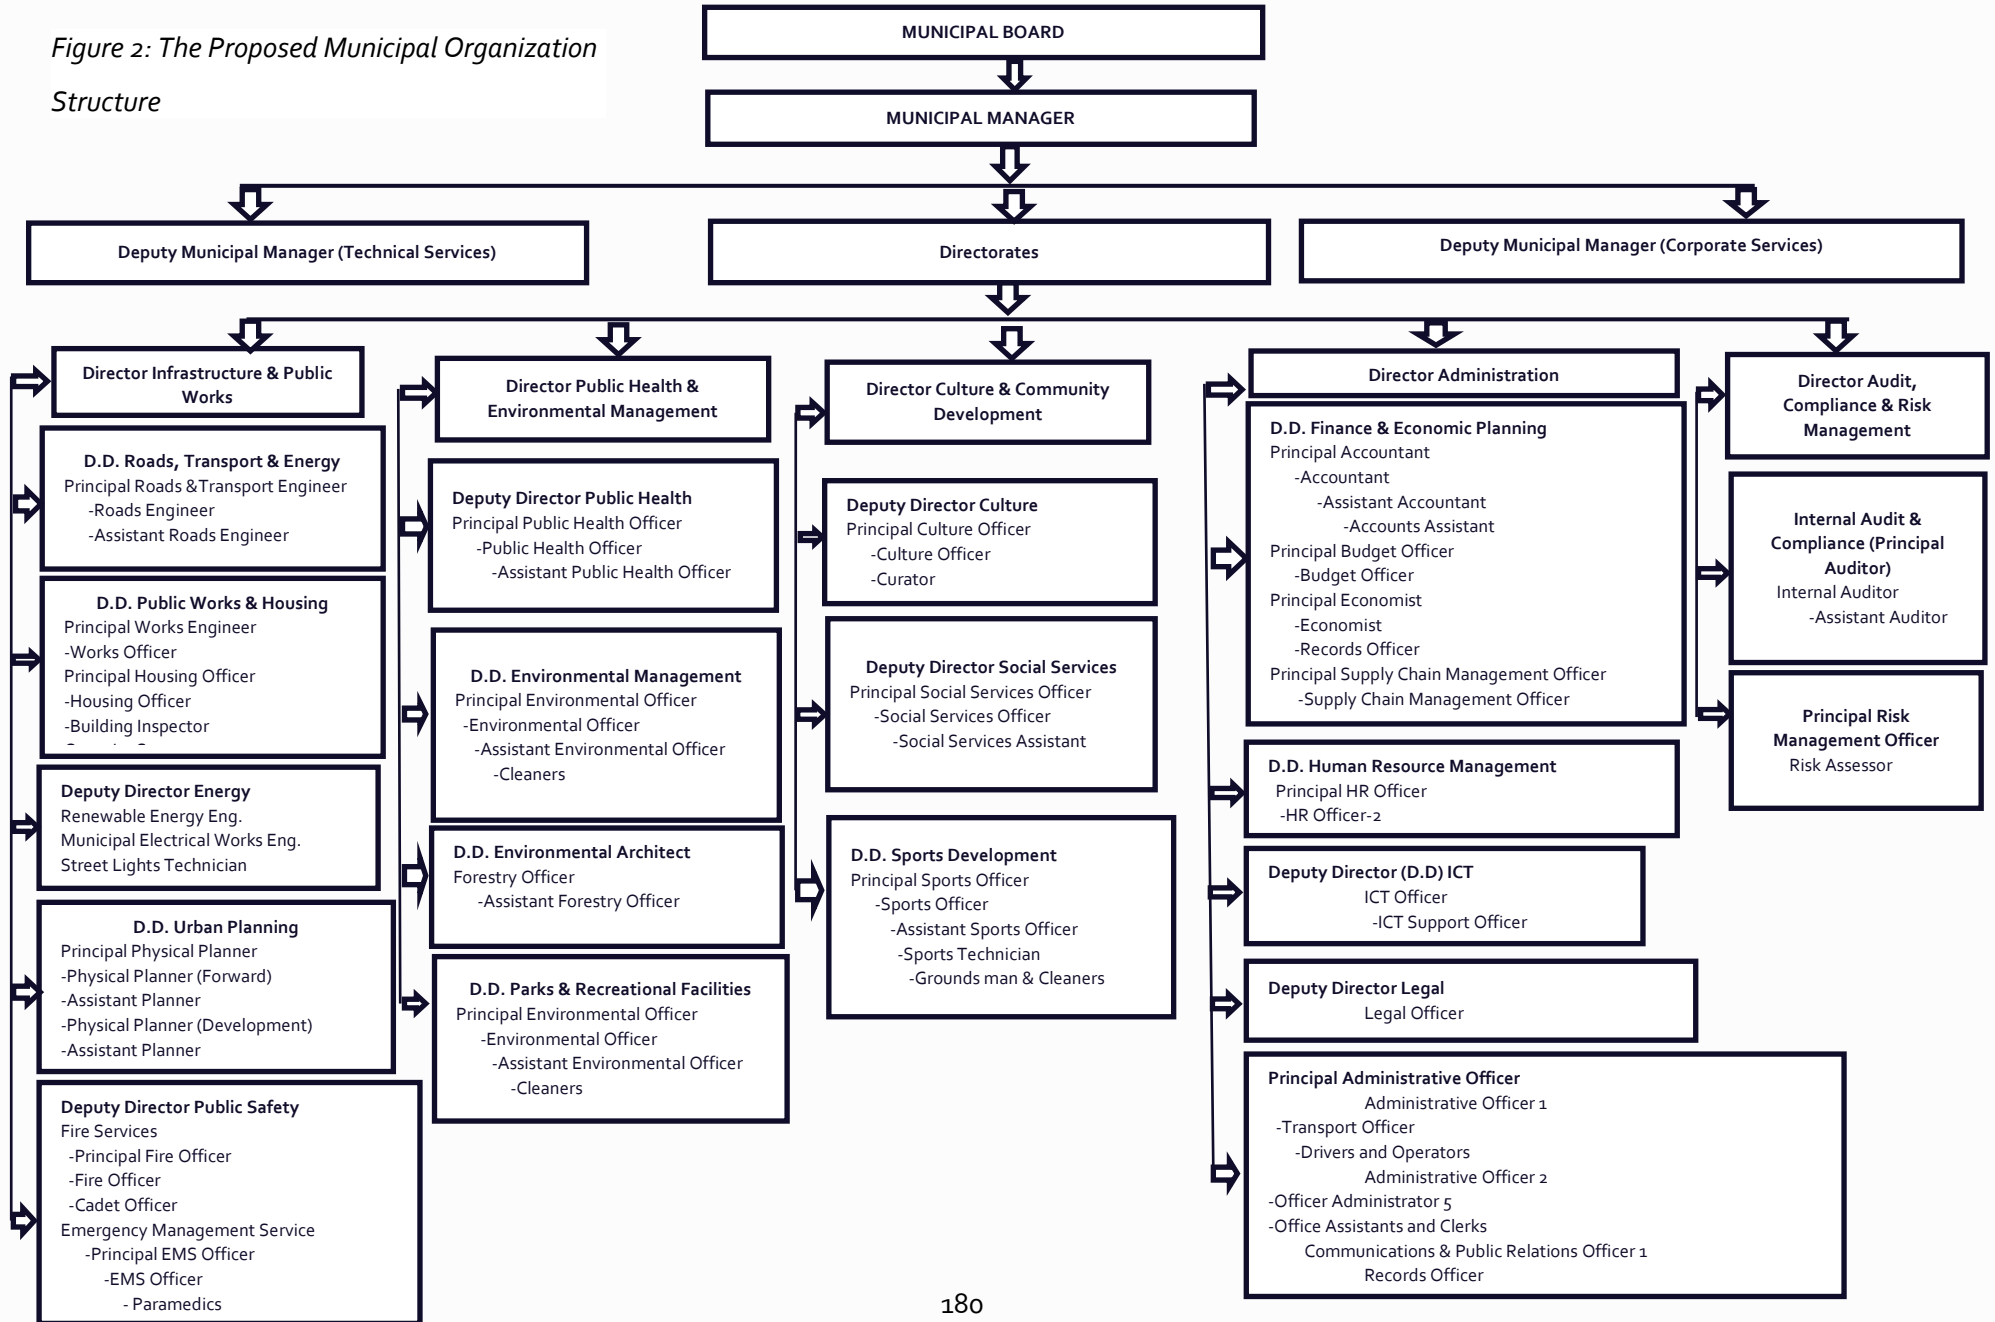 Figure 2: The Proposed Municipal Organization
Structure
MUNICIPAL BOARD
MUNICIPAL MANAGER
Deputy Municipal Manager (Technical Services)
Directorates
Deputy Municipal Manager (Corporate Services)
Director Infrastructure & Public
Works
D.D. Roads, Transport & Energy
Principal Roads &Transport Engineer
-Roads Engineer
-Assistant Roads Engineer
D.D. Public Works & Housing
Principal Works Engineer
-Works Officer
Principal Housing Officer
-Housing Officer
-Building Inspector
Deputy Director Energy
Renewable Energy Eng.
Municipal Electrical Works Eng.
Street Lights Technician
D.D. Urban Planning
Principal Physical Planner
-Physical Planner (Forward)
-Assistant Planner
-Physical Planner (Development)
-Assistant Planner
Deputy Director Public Safety
Fire Services
-Principal Fire Officer
-Fire Officer
-Cadet Officer
Emergency Management Service
-Principal EMS Officer
-EMS Officer
- Paramedics
Director Public Health &
Environmental Management
Deputy Director Public Health
Principal Public Health Officer
-Public Health Officer
-Assistant Public Health Officer
D.D. Environmental Management
Principal Environmental Officer
-Environmental Officer
-Assistant Environmental Officer
-Cleaners
D.D. Environmental Architect
Forestry Officer
-Assistant Forestry Officer
D.D. Parks & Recreational Facilities
Principal Environmental Officer
-Environmental Officer
-Assistant Environmental Officer
-Cleaners
Director Culture & Community
Development
Deputy Director Culture
Principal Culture Officer
-Culture Officer
-Curator
Deputy Director Social Services
Principal Social Services Officer
-Social Services Officer
-Social Services Assistant
D.D. Sports Development
Principal Sports Officer
-Sports Officer
-Assistant Sports Officer
-Sports Technician
-Grounds man & Cleaners
Director Administration
D.D. Finance & Economic Planning
Principal Accountant
-Accountant
-Assistant Accountant
-Accounts Assistant
Principal Budget Officer
-Budget Officer
Principal Economist
-Economist
-Records Officer
Principal Supply Chain Management Officer
-Supply Chain Management Officer
D.D. Human Resource Management
Principal HR Officer
-HR Officer-2
Deputy Director (D.D) ICT
ICT Officer
-ICT Support Officer
Deputy Director Legal
Legal Officer
Principal Administrative Officer
Administrative Officer 1
-Transport Officer
-Drivers and Operators
Administrative Officer 2
-Officer Administrator 5
-Office Assistants and Clerks
Communications & Public Relations Officer 1
Records Officer
Director Audit,
Compliance & Risk
Management
Internal Audit &
Compliance (Principal
Auditor)
Internal Auditor
-Assistant Auditor
Principal Risk
Management Officer
Risk Assessor
180